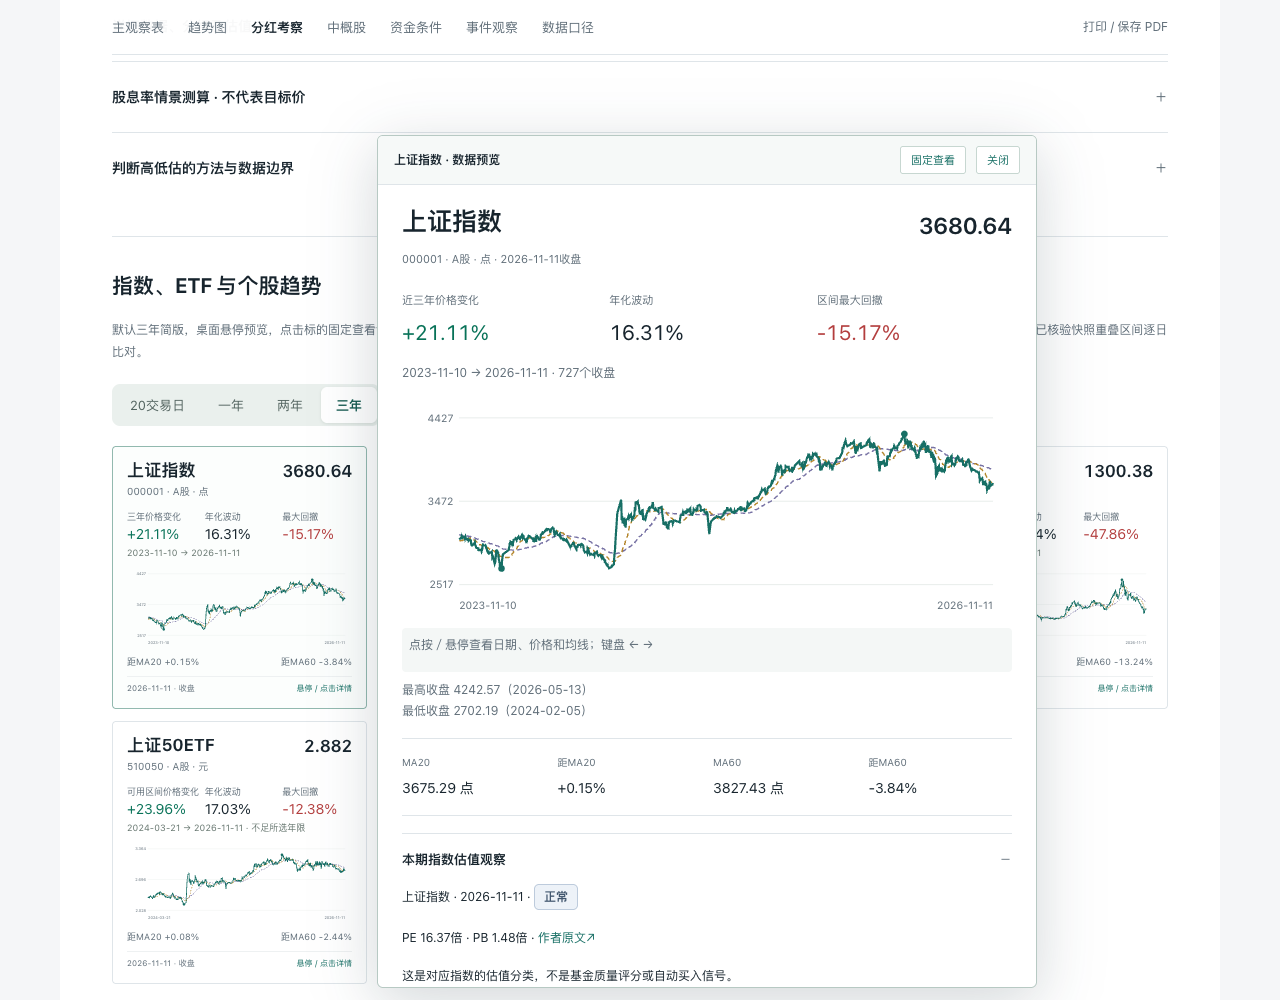 主观察表 趋势图 分红考察 中概股 资金条件 事件观察 数据口径 打印 / 保存 PDF
股息率情景测算 · 不代表目标价 +
判断高低估的方法与数据边界 +
指数、ETF 与个股趋势
默认三年简版，桌面悬停预览，点击标的固定查看
已核验快照重叠区间逐日
比对。
20交易日 一年 两年 三年
上证指数 3680.64
000001 · A股 · 点
三年价格变化 年化波动 最大回撤
+21.11% 16.31% -15.17%
2023-11-10 → 2026-11-11
4427
3472
2517
2023-11-10 2026-11-11
距MA20 +0.15% 距MA60 -3.84%
2026-11-11 · 收盘 悬停 / 点击详情
上证50ETF 2.882
510050 · A股 · 元
可用区间价格变化 年化波动 最大回撤
+23.96% 17.03% -12.38%
2024-03-21 → 2026-11-11 · 不足所选年限
2024-03-21 2026-11-11
距MA20 +0.08% 距MA60 -2.44%
2026-11-11 · 收盘 悬停 / 点击详情
上证指数 · 数据预览 固定查看 关闭
上证指数 3680.64
000001 · A股 · 点 · 2026-11-11收盘
近三年价格变化 年化波动 区间最大回撤
+21.11% 16.31% -15.17%
2023-11-10 → 2026-11-11 · 727个收盘
4427
3472
2517
2023-11-10 2026-11-11
点按 / 悬停查看日期、价格和均线；键盘 ← →
最高收盘 4242.57（2026-05-13）
最低收盘 2702.19（2024-02-05）
MA20 距MA20 MA60 距MA60
3675.29 点 +0.15% 3827.43 点 -3.84%
本期指数估值观察 −
上证指数 · 2026-11-11 · 正常
PE 16.37倍 · PB 1.48倍 · 作者原文↗
这是对应指数的估值分类，不是基金质量评分或自动买入信号。
1300.38
动 最大回撤
4% -47.86%
1
2026-11-11
距MA60 -13.24%
悬停 / 点击详情